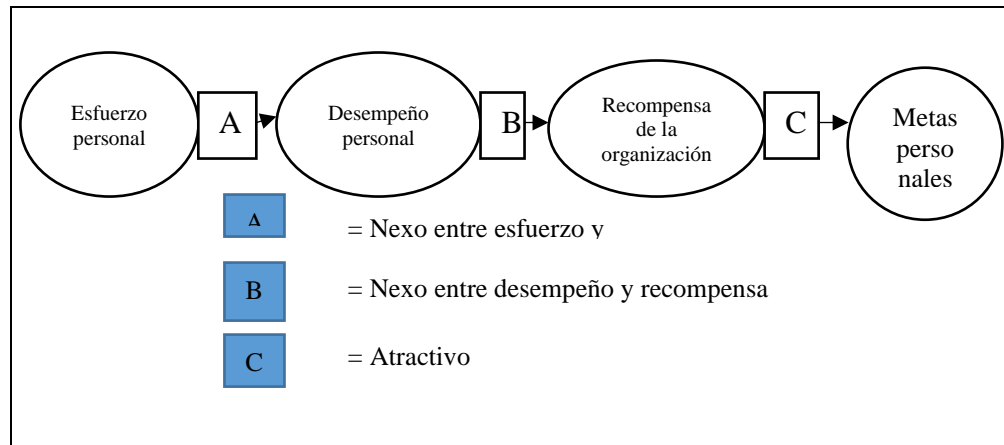 Esfuerzo
personal
A
Desempeño
personal
B
Recompensa
de la
organización
C
Metas
perso
nales
A
= Nexo entre esfuerzo y
B
= Nexo entre desempeño y recompensa
C
= Atractivo